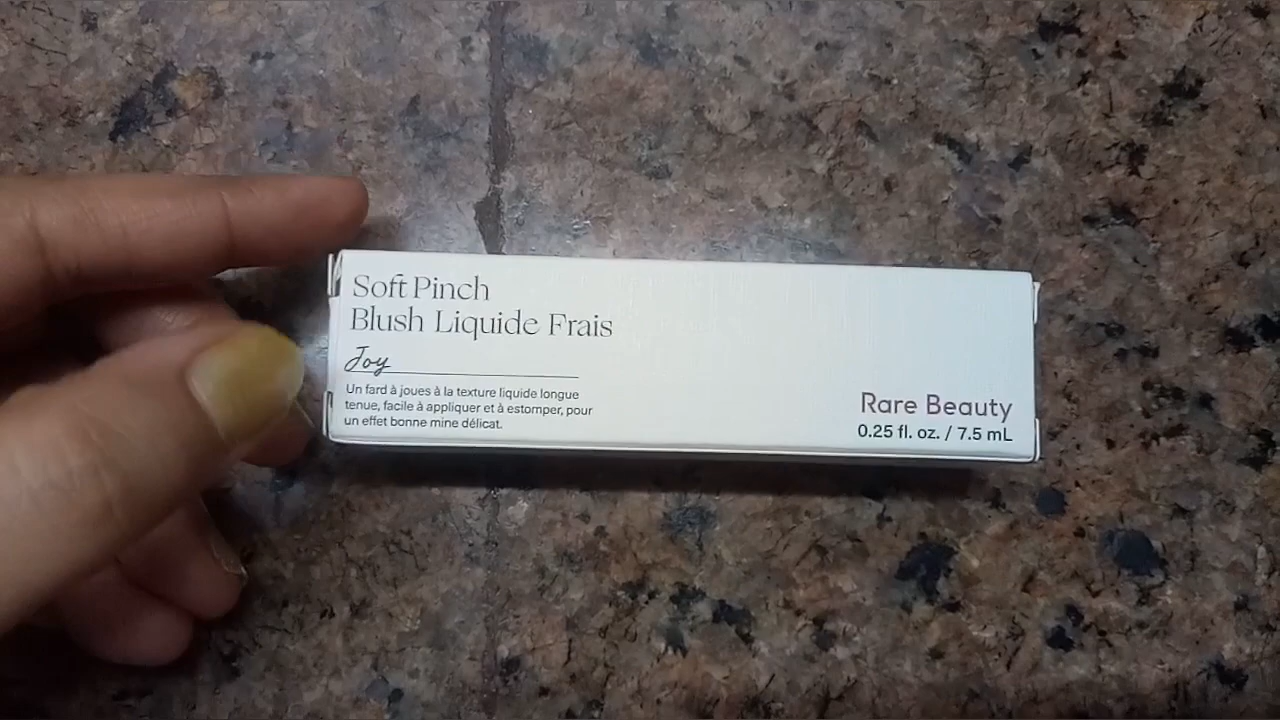 Soft Pinch
Blush Liquide Frais
Joy
Un fard à joues à la texture liquide longue
tenue, facile à appliquer et à estomper, pour
un effet bonne mine délicat.
Rare Beauty
0.25 fl. oz. / 7.5 mL